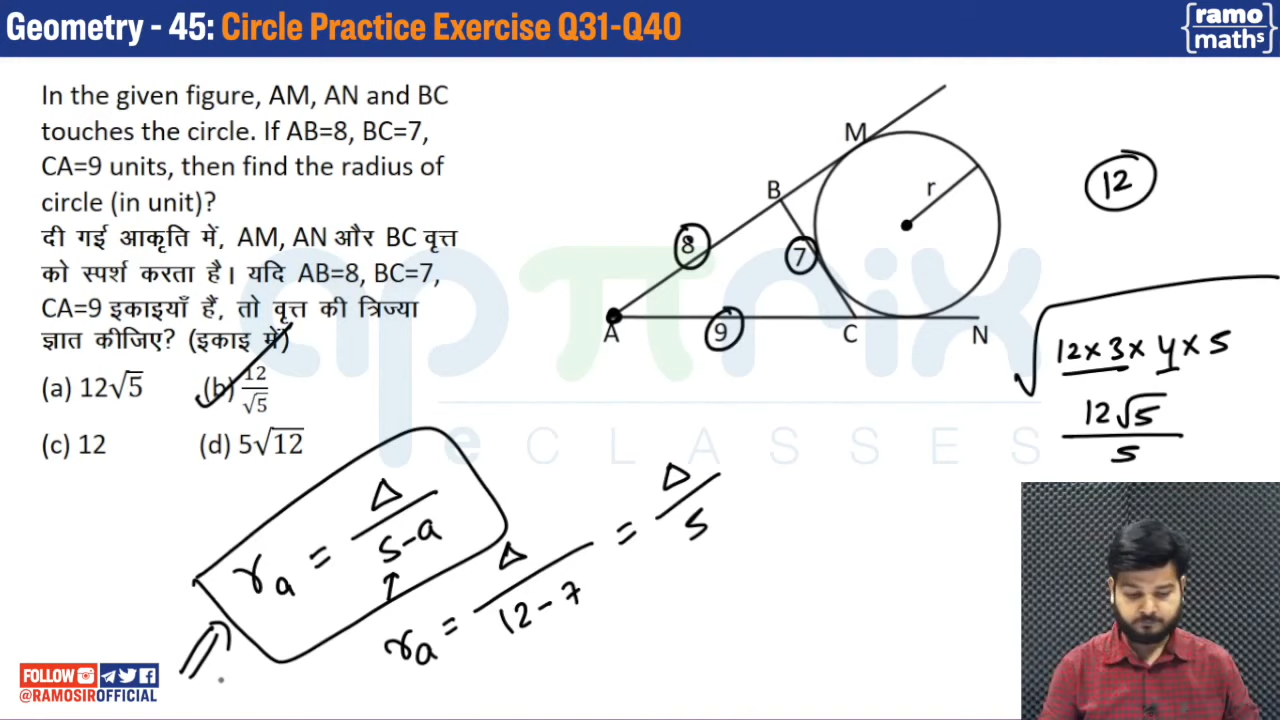 Geometry - 45: Circle Practice Exercise Q31-Q40
ramo
mathˢ
In the given figure, AM, AN and BC
touches the circle. If AB=8, BC=7,
CA=9 units, then find the radius of
circle (in unit)?
दी गई आकृति में, AM, AN और BC वृत्त
को स्पर्श करता है। यदि AB=8, BC=7,
CA=9 इकाइयाँ हैं, तो वृत्त की त्रिज्या
ज्ञात कीजिए? (इकाइ में)
(a) 12√5 (b) 12/√5
(c) 12 (d) 5√12
M
B
r
8
7
A
9
C
N
12
√12×3×4×5
12√5/5
r_a = Δ/s-a
r_a = Δ/12-7 = Δ/5
aptinix
eCLASSES
FOLLOW
@RAMOSIROFFICIAL